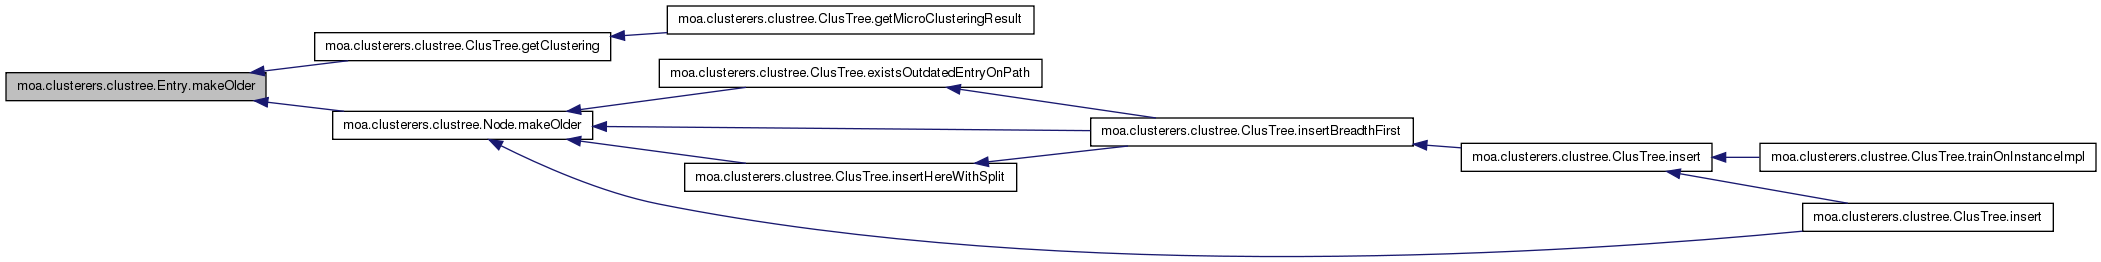 moa.clusterers.clustree.ClusTree.getMicroClusteringResult
moa.clusterers.clustree.ClusTree.getClustering
moa.clusterers.clustree.ClusTree.existsOutdatedEntryOnPath
moa.clusterers.clustree.Entry.makeOlder
moa.clusterers.clustree.Node.makeOlder
moa.clusterers.clustree.ClusTree.insertBreadthFirst
moa.clusterers.clustree.ClusTree.insert
moa.clusterers.clustree.ClusTree.trainOnInstanceImpl
moa.clusterers.clustree.ClusTree.insertHereWithSplit
moa.clusterers.clustree.ClusTree.insert